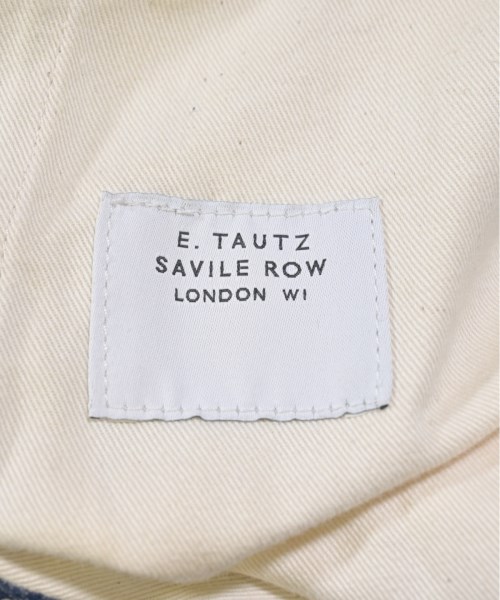 E. TAUTZ
SAVILE ROW
LONDON W1